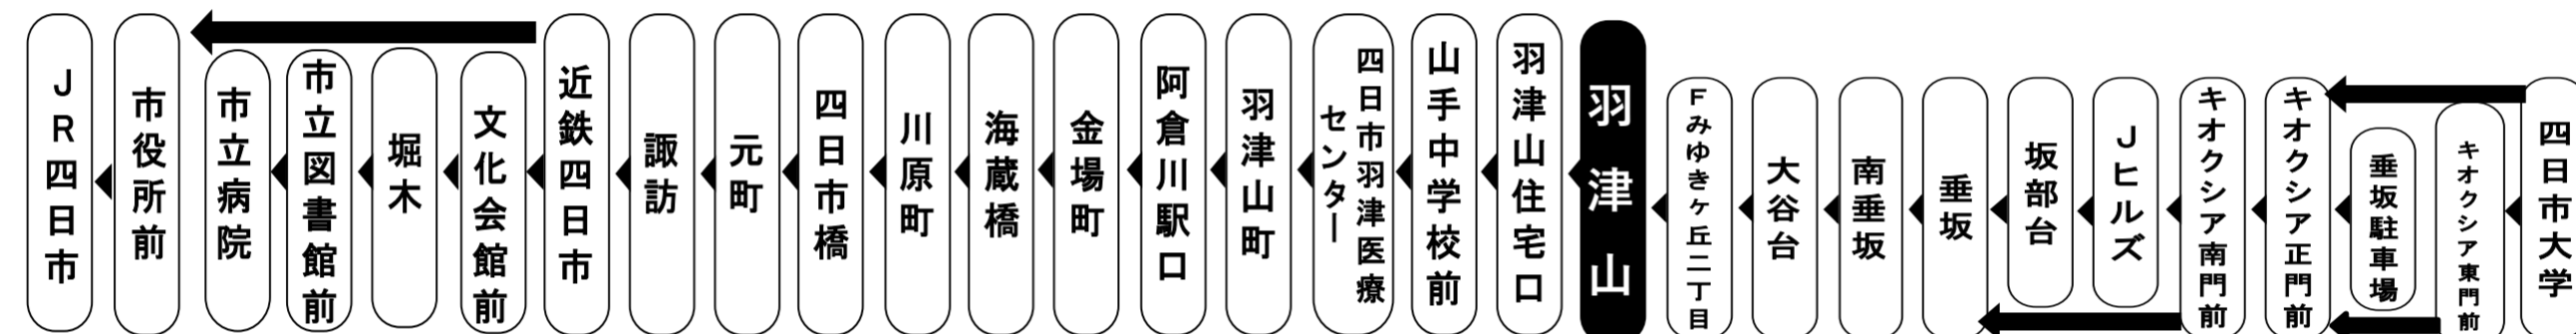 JR四日市
市役所前
市立病院
市立図書館前
堀木
文化会館前
近鉄四日市
諏訪
元町
四日市橋
川原町
海蔵橋
金場町
阿倉川駅口
羽津山町
四日市羽津医療
センター
山手中学校前
羽津山住宅口
羽津山
Fみゆきヶ丘二丁目
大谷台
南垂坂
垂坂
坂部台
Jヒルズ
キオクシア南門前
キオクシア正門前
垂坂駐車場
キオクシア東門前
四日市大学